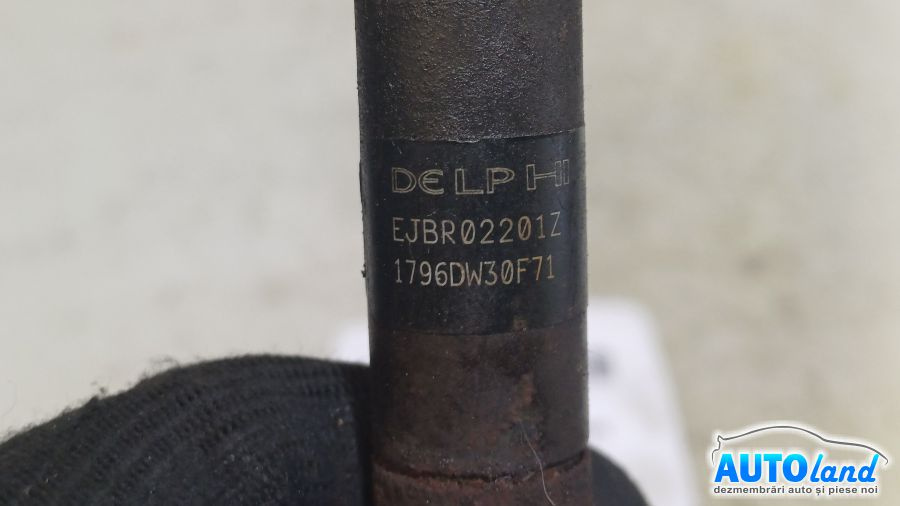 DELPHI
EJBR02201Z
1796DW30F71
AUTOland
dezmembrări auto și piese noi